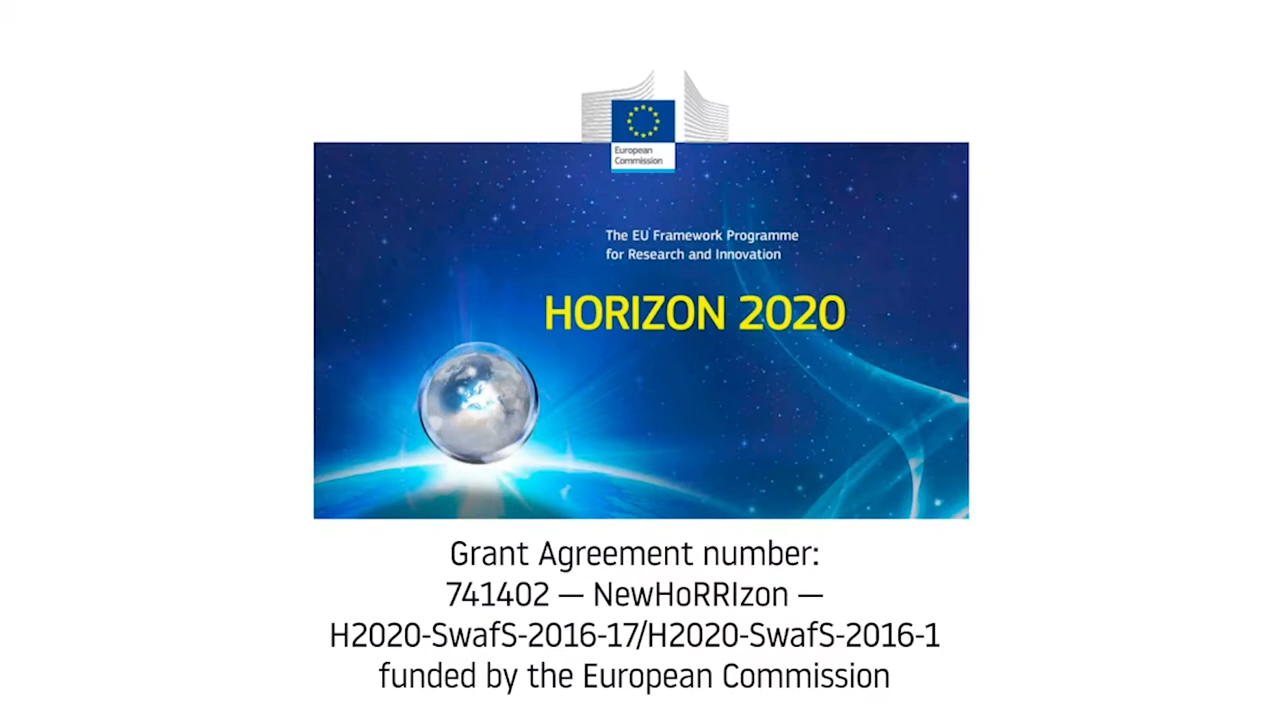 European
Commission
The EU Framework Programme
for Research and Innovation
HORIZON 2020
Grant Agreement number:
741402 — NewHoRRIzon —
H2020-SwafS-2016-17/H2020-SwafS-2016-1
funded by the European Commission